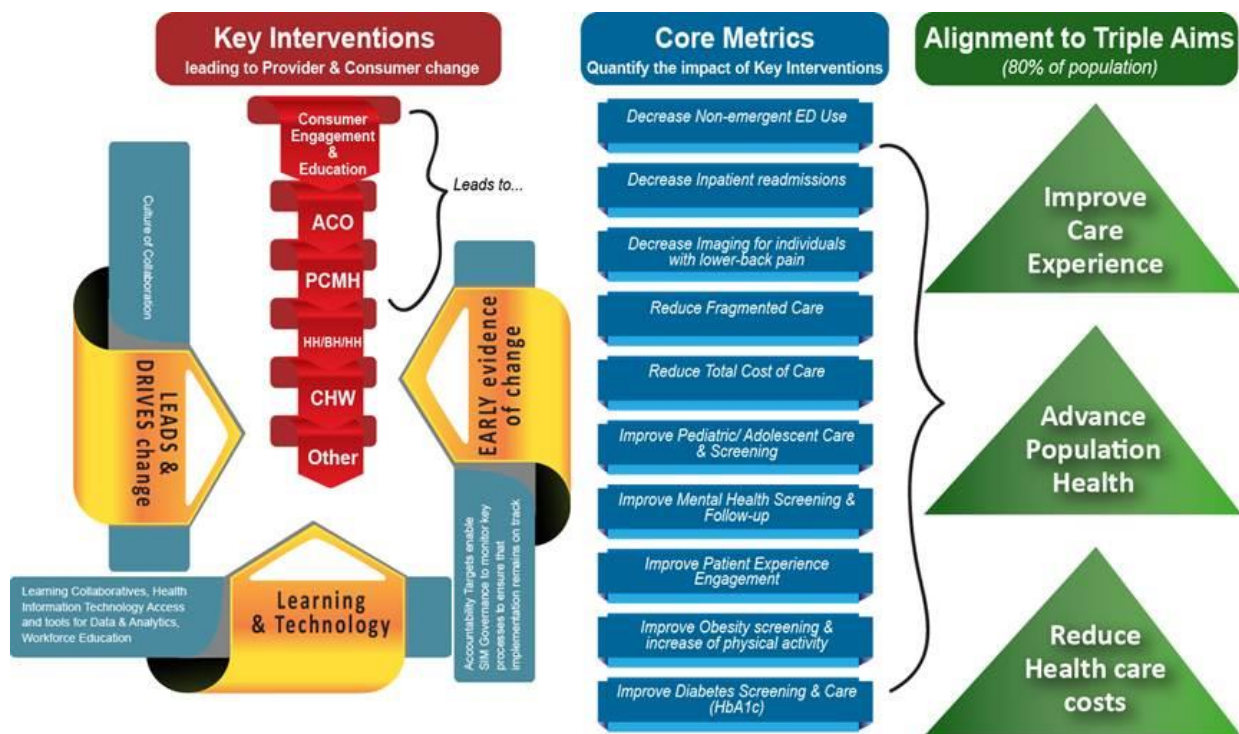 Key Interventions
leading to Provider & Consumer change
Consumer
Engagement
&
Education
ACO
PCMH
HH/BH/HH
CHW
Other
Leads to...
Culture of Collaboration
LEADS &
DRIVES change
EARLY evidence
of change
Accountability Targets enable
SIM Governance to monitor key
processes to ensure that
implementation remains on track
Learning Collaboratives, Health
Information Technology Access
and tools for Data & Analytics,
Workforce Education
Learning
& Technology
Core Metrics
Quantify the impact of Key Interventions
Decrease Non-emergent ED Use
Decrease Inpatient readmissions
Decrease Imaging for individuals
with lower-back pain
Reduce Fragmented Care
Reduce Total Cost of Care
Improve Pediatric/ Adolescent Care
& Screening
Improve Mental Health Screening &
Follow-up
Improve Patient Experience
Engagement
Improve Obesity screening &
increase of physical activity
Improve Diabetes Screening & Care
(HbA1c)
Alignment to Triple Aims
(80% of population)
Improve
Care
Experience
Advance
Population
Health
Reduce
Health care
costs